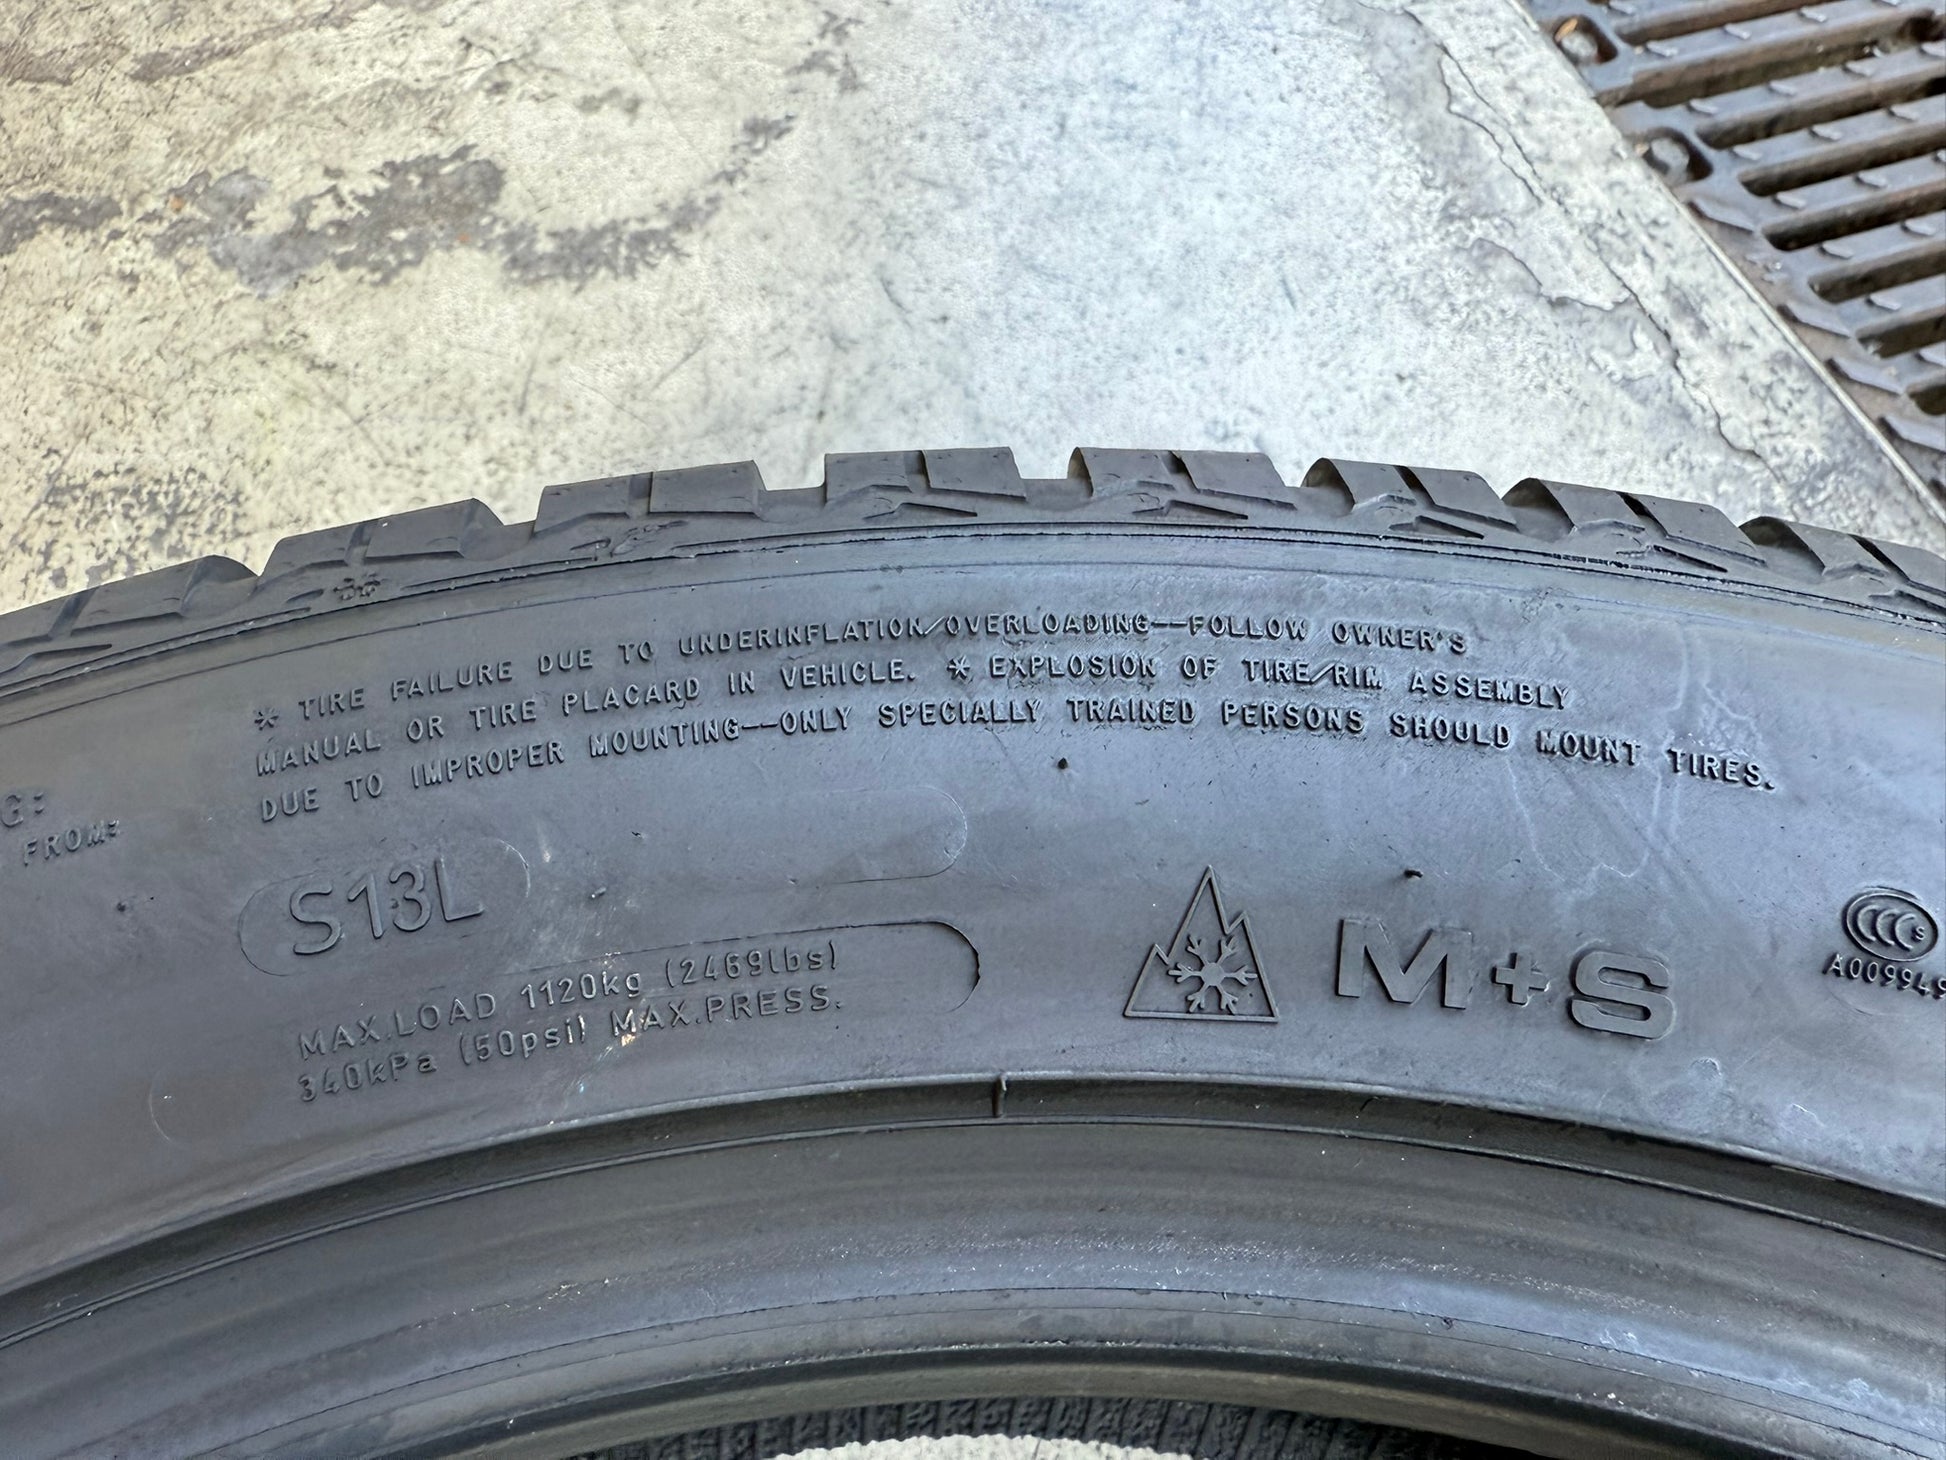 * TIRE FAILURE DUE TO UNDERINFLATION/OVERLOADING--FOLLOW OWNER'S
MANUAL OR TIRE PLACARD IN VEHICLE. * EXPLOSION OF TIRE/RIM ASSEMBLY
DUE TO IMPROPER MOUNTING--ONLY SPECIALLY TRAINED PERSONS SHOULD MOUNT TIRES.
G:
FROM:
S13L
MAX.LOAD 1120kg (2469lbs)
340kPa (50psi) MAX.PRESS.
M+S
CCC S
A009949